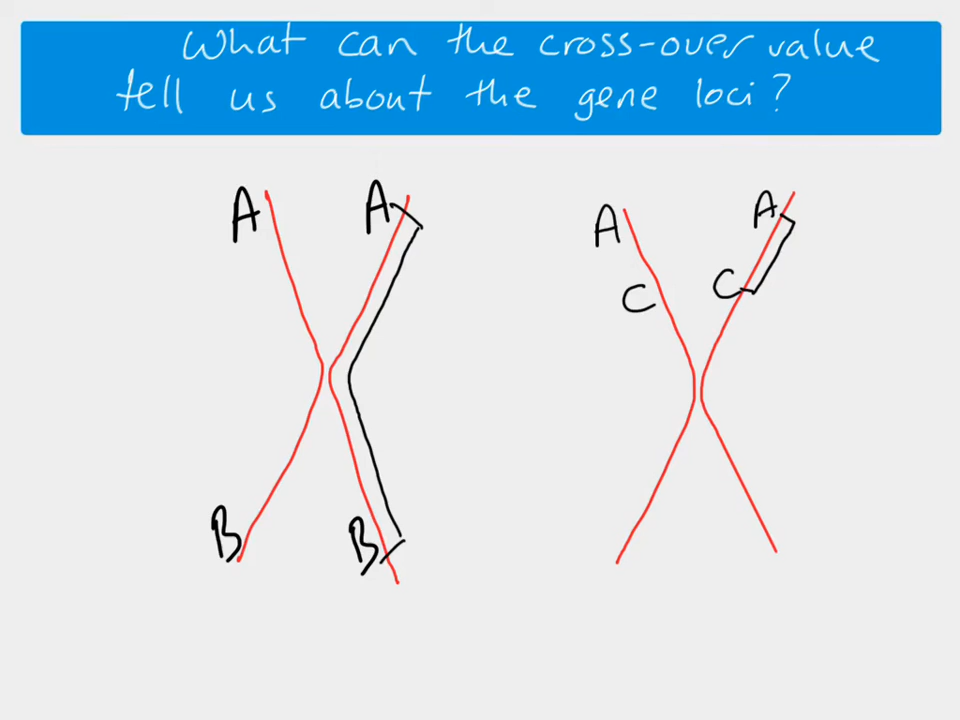 What can the cross-over value
tell us about the gene loci?
A A
A A
C C
B B